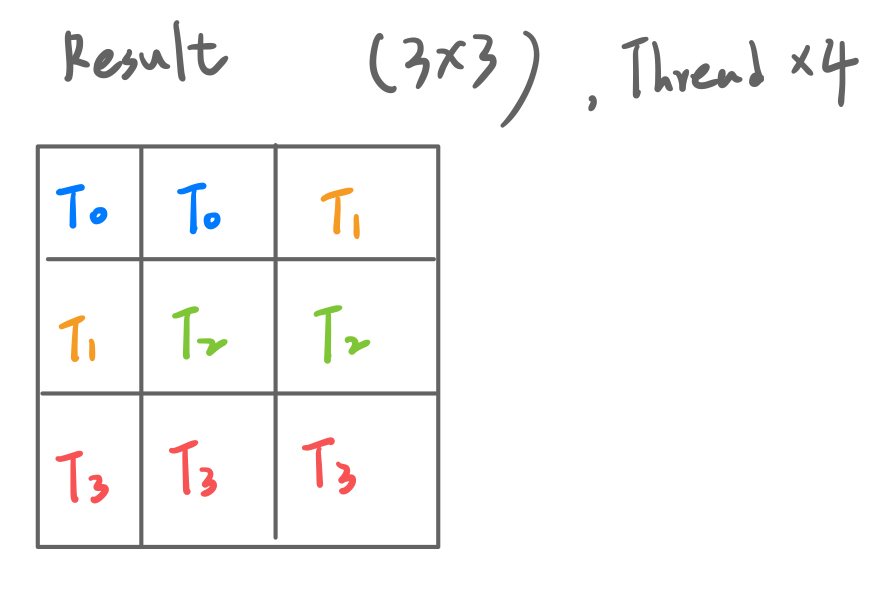 Result (3×3), Thread ×4
T0 T0 T1
T1 T2 T2
T3 T3 T3